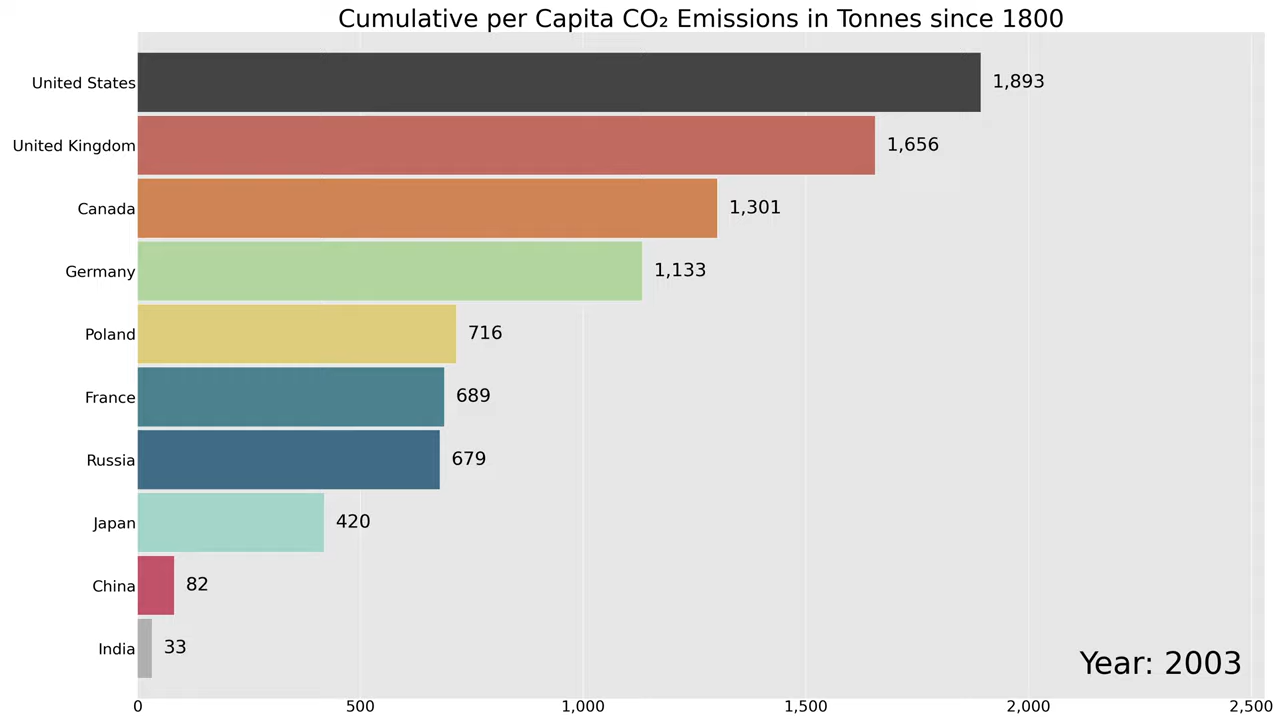 Cumulative per Capita CO₂ Emissions in Tonnes since 1800
United States 1,893
United Kingdom 1,656
Canada 1,301
Germany 1,133
Poland 716
France 689
Russia 679
Japan 420
China 82
India 33
Year: 2003
0 500 1,000 1,500 2,000 2,500